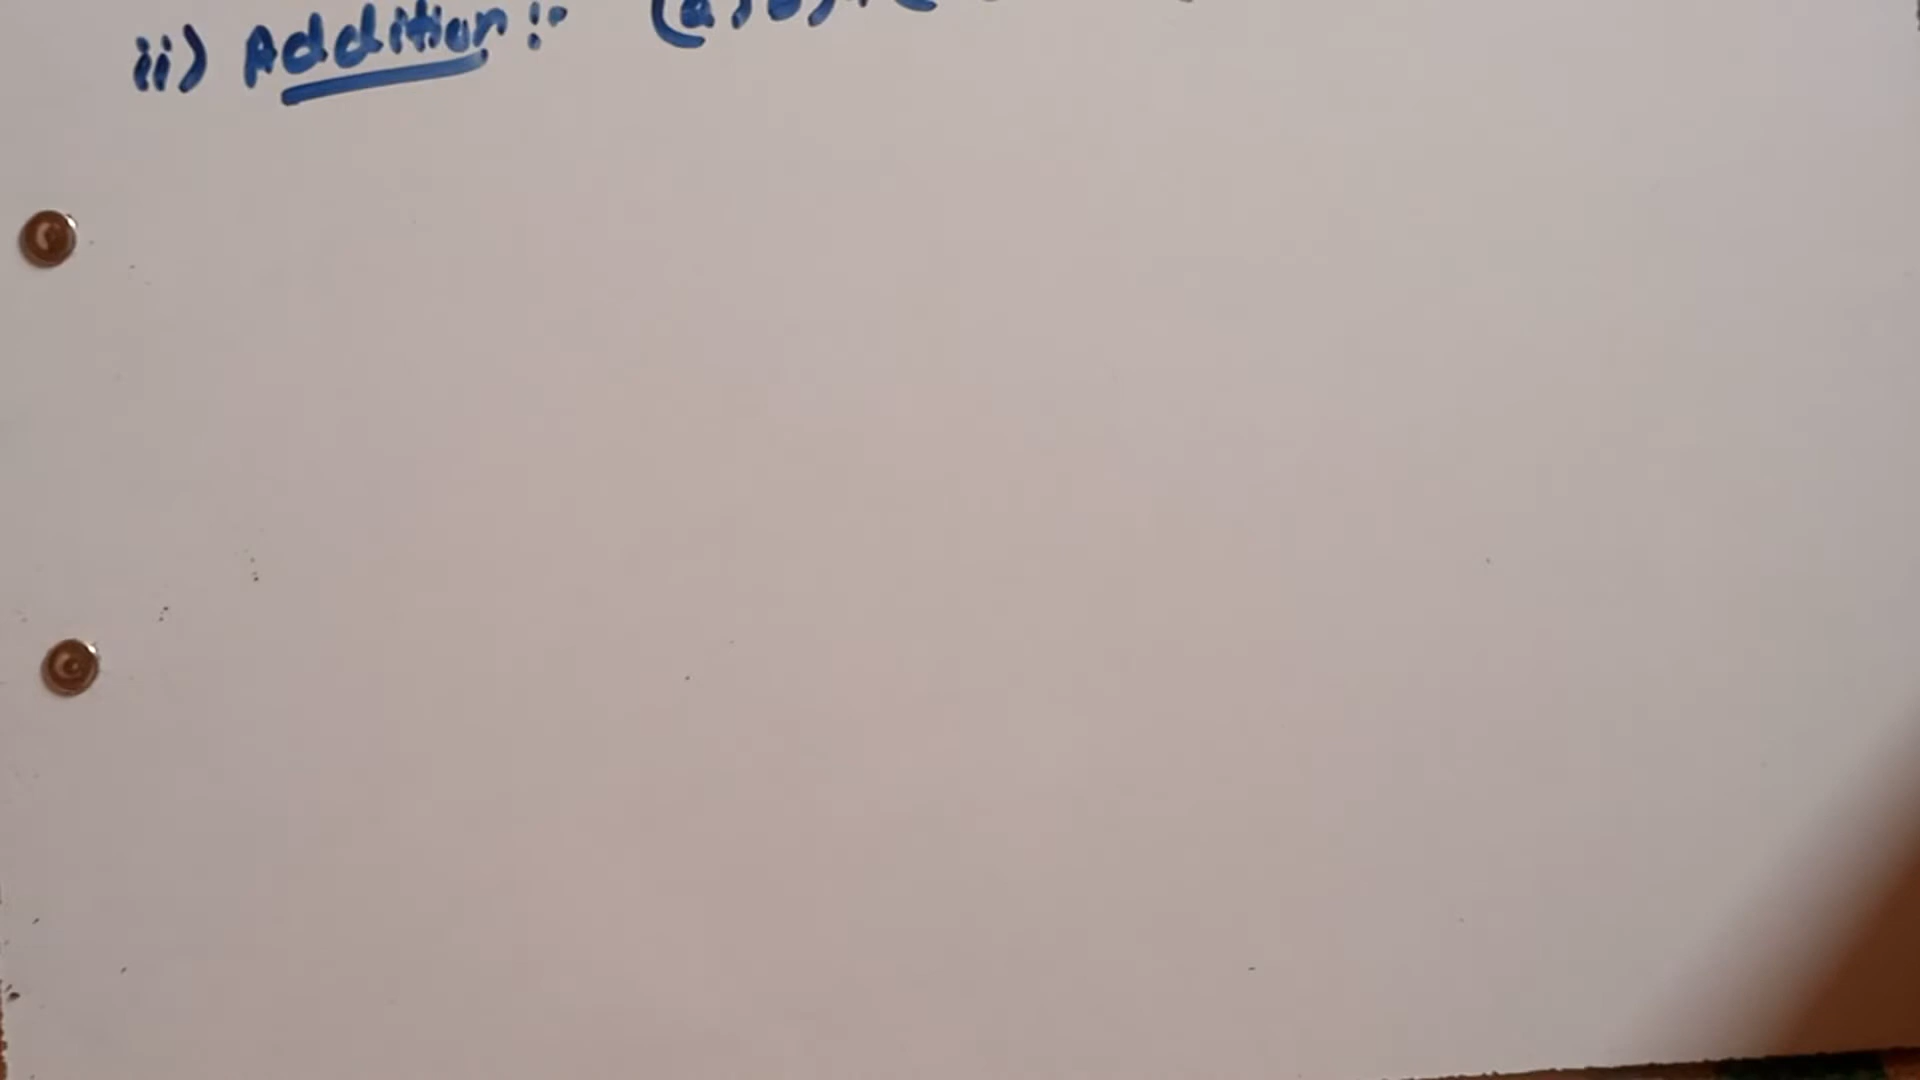 ii) Addition :- (a,b)+(